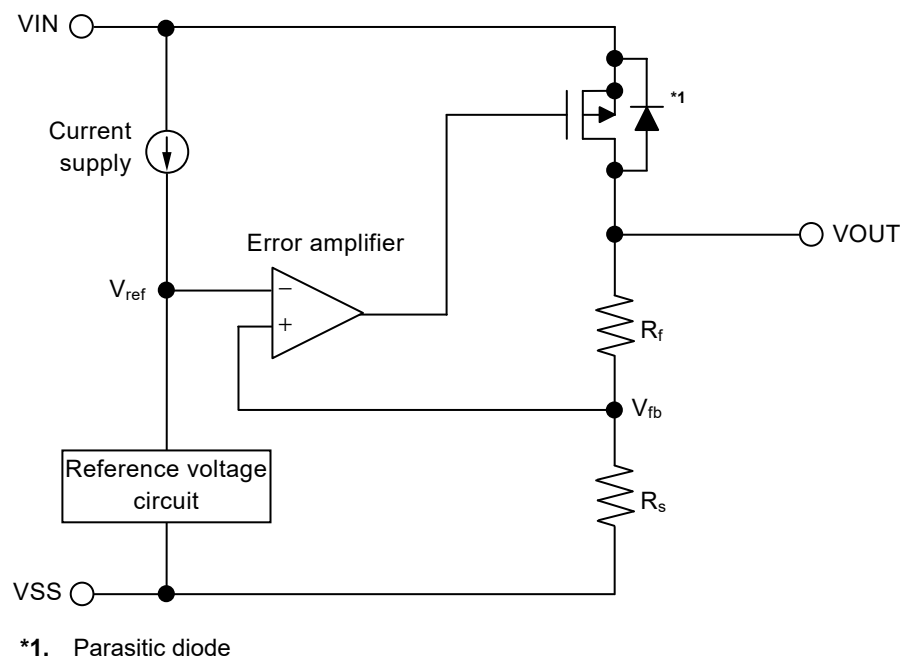 VIN
*1
Current
supply
Error amplifier
VOUT
Vref
−
+
Rf
Vfb
Reference voltage
circuit
Rs
VSS
*1. Parasitic diode